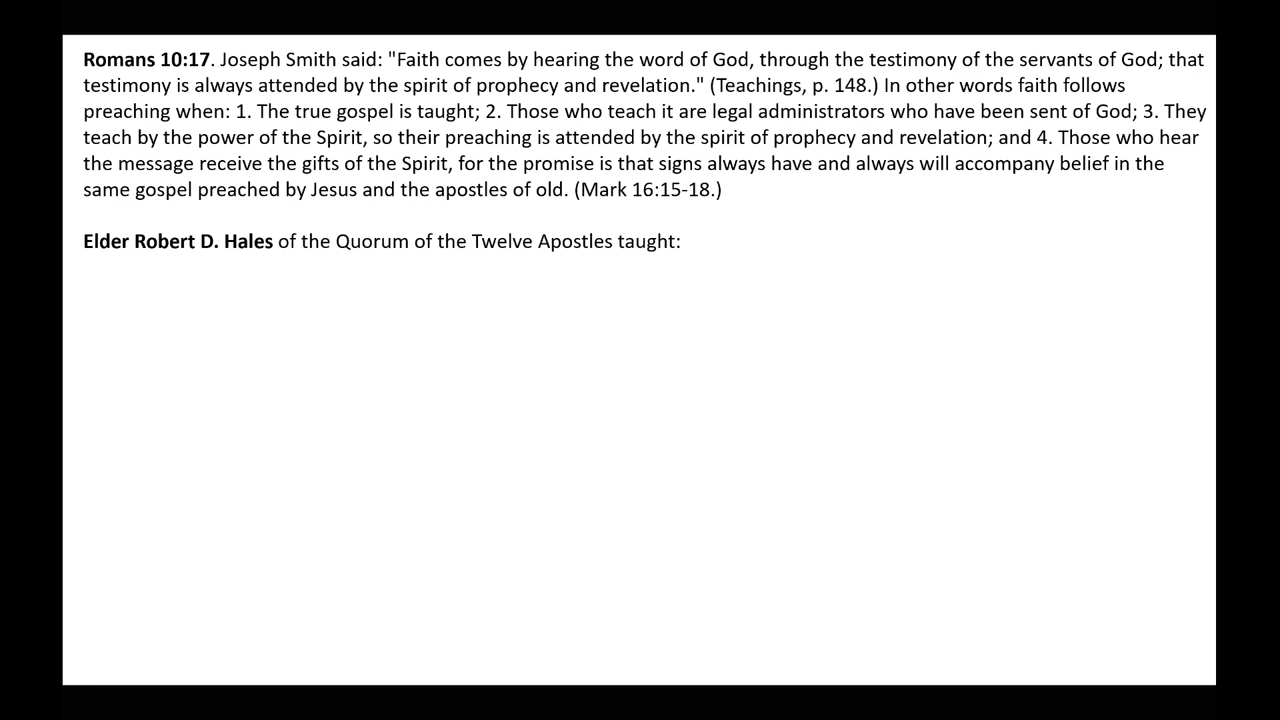 Romans 10:17. Joseph Smith said: "Faith comes by hearing the word of God, through the testimony of the servants of God; that
testimony is always attended by the spirit of prophecy and revelation." (Teachings, p. 148.) In other words faith follows
preaching when: 1. The true gospel is taught; 2. Those who teach it are legal administrators who have been sent of God; 3. They
teach by the power of the Spirit, so their preaching is attended by the spirit of prophecy and revelation; and 4. Those who hear
the message receive the gifts of the Spirit, for the promise is that signs always have and always will accompany belief in the
same gospel preached by Jesus and the apostles of old. (Mark 16:15-18.)
Elder Robert D. Hales of the Quorum of the Twelve Apostles taught: